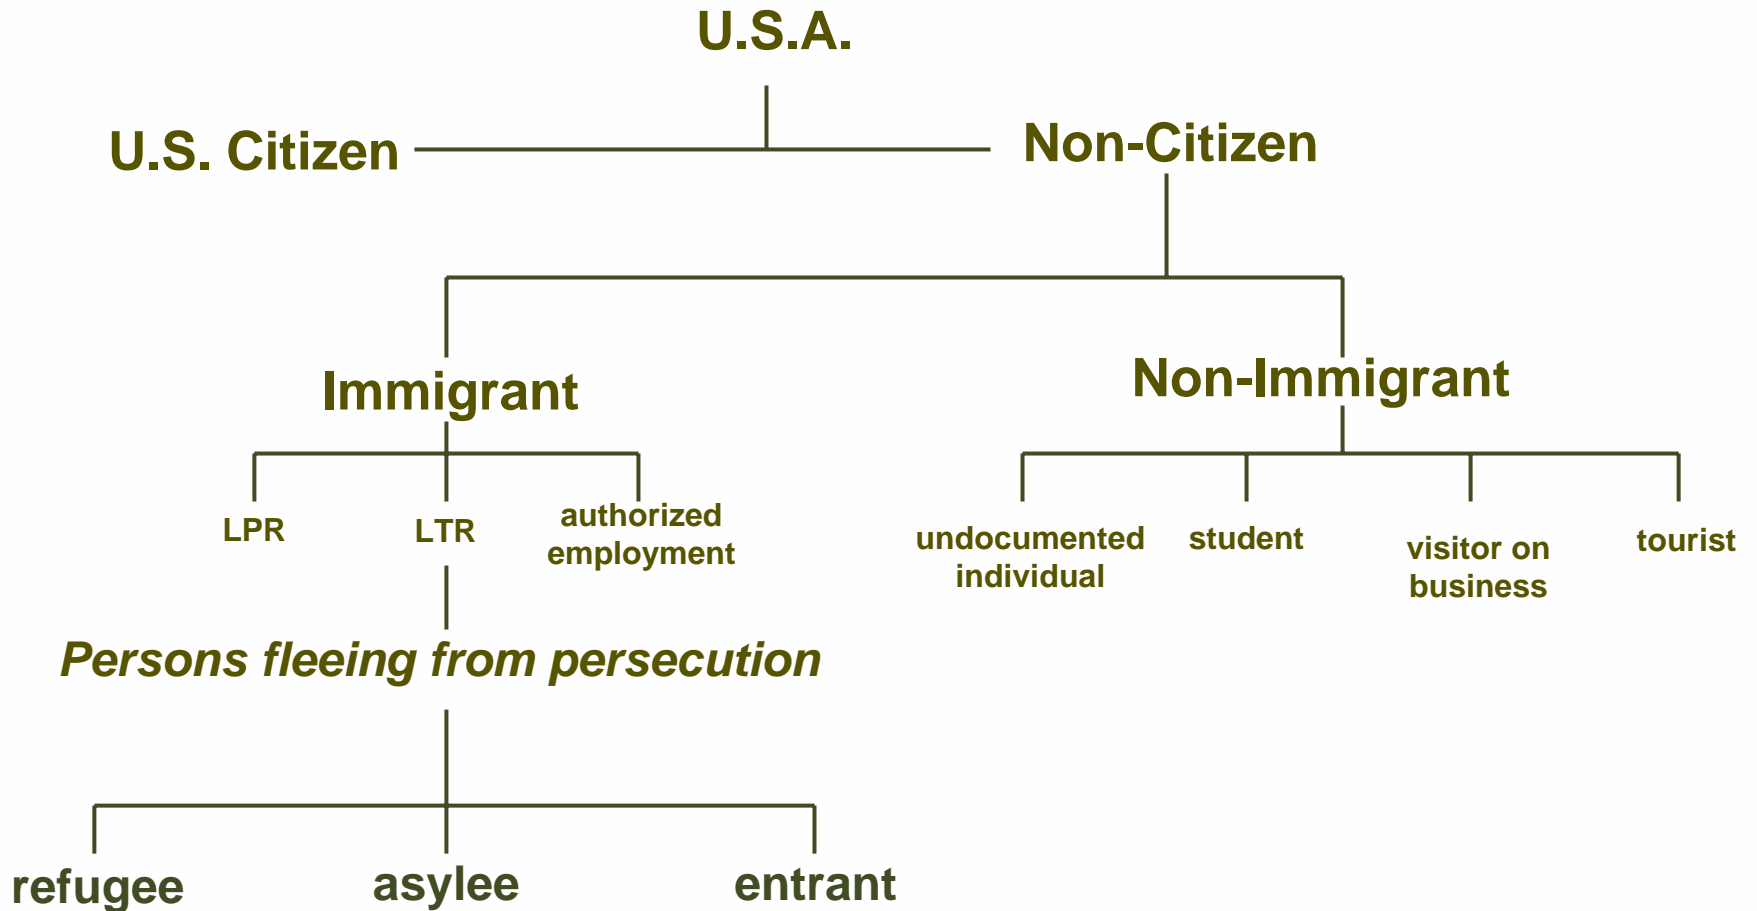 U.S.A.
U.S. Citizen
Non-Citizen
Immigrant
Non-Immigrant
LPR
LTR
authorized
employment
undocumented
individual
student
visitor on
business
tourist
Persons fleeing from persecution
refugee
asylee
entrant